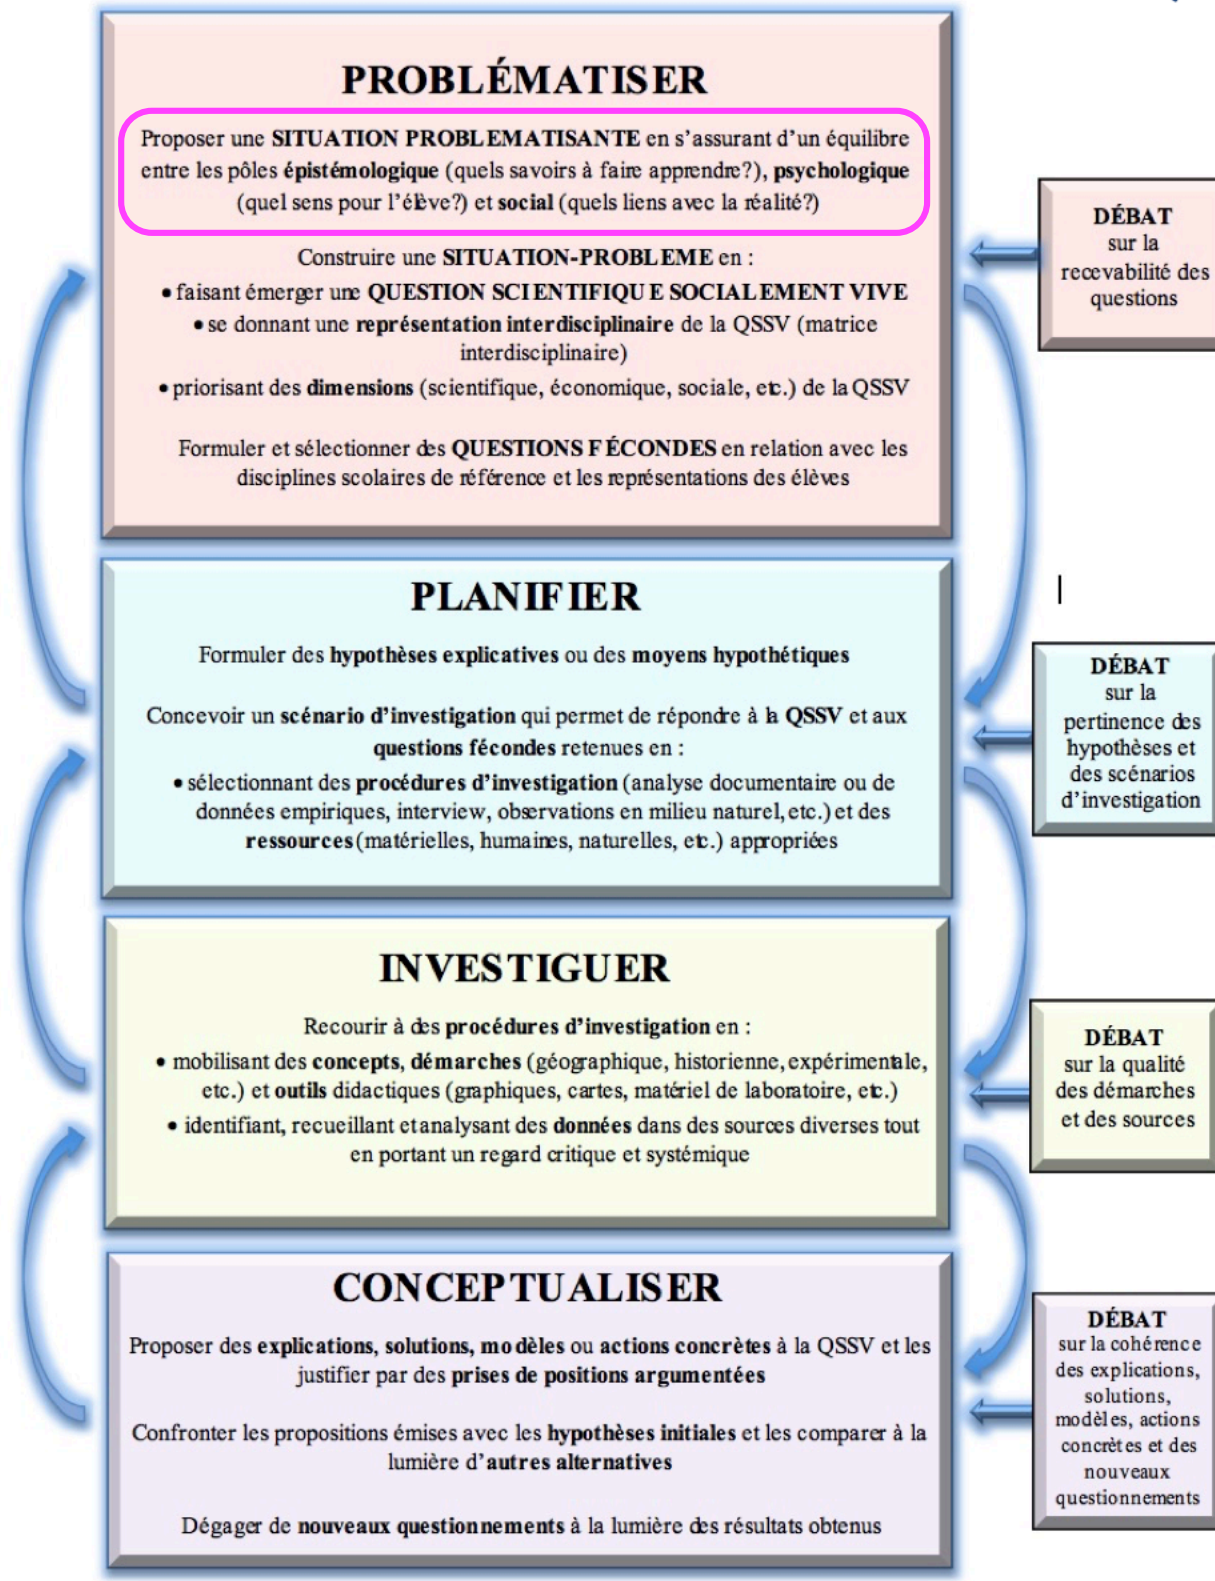 PROBLÉMATISER
Proposer une SITUATION PROBLEMATISANTE en s'assurant d'un équilibre
entre les pôles épistémologique (quels savoirs à faire apprendre?), psychologique
(quel sens pour l'élève?) et social (quels liens avec la réalité?)
Construire une SITUATION-PROBLEME en :
• faisant émerger une QUESTION SCIENTIFIQUE SOCIALEMENT VIVE
• se donnant une représentation interdisciplinaire de la QSSV (matrice
interdisciplinaire)
• priorisant des dimensions (scientifique, économique, sociale, etc.) de la QSSV
Formuler et sélectionner des QUESTIONS FÉCONDES en relation avec les
disciplines scolaires de référence et les représentations des élèves
DÉBAT
sur la
recevabilité des
questions
PLANIFIER
Formuler des hypothèses explicatives ou des moyens hypothétiques
Concevoir un scénario d'investigation qui permet de répondre à la QSSV et aux
questions fécondes retenues en :
• sélectionnant des procédures d'investigation (analyse documentaire ou de
données empiriques, interview, observations en milieu naturel, etc.) et des
ressources (matérielles, humaines, naturelles, etc.) appropriées
DÉBAT
sur la
pertinence des
hypothèses et
des scénarios
d'investigation
INVESTIGUER
Recourir à des procédures d'investigation en :
• mobilisant des concepts, démarches (géographique, historienne, expérimentale,
etc.) et outils didactiques (graphiques, cartes, matériel de laboratoire, etc.)
• identifiant, recueillant et analysant des données dans des sources diverses tout
en portant un regard critique et systémique
DÉBAT
sur la qualité
des démarches
et des sources
CONCEPTUALISER
Proposer des explications, solutions, modèles ou actions concrètes à la QSSV et les
justifier par des prises de positions argumentées
Confronter les propositions émises avec les hypothèses initiales et les comparer à la
lumière d'autres alternatives
Dégager de nouveaux questionnements à la lumière des résultats obtenus
DÉBAT
sur la cohérence
des explications,
solutions,
modèles, actions
concrètes et des
nouveaux
questionnements